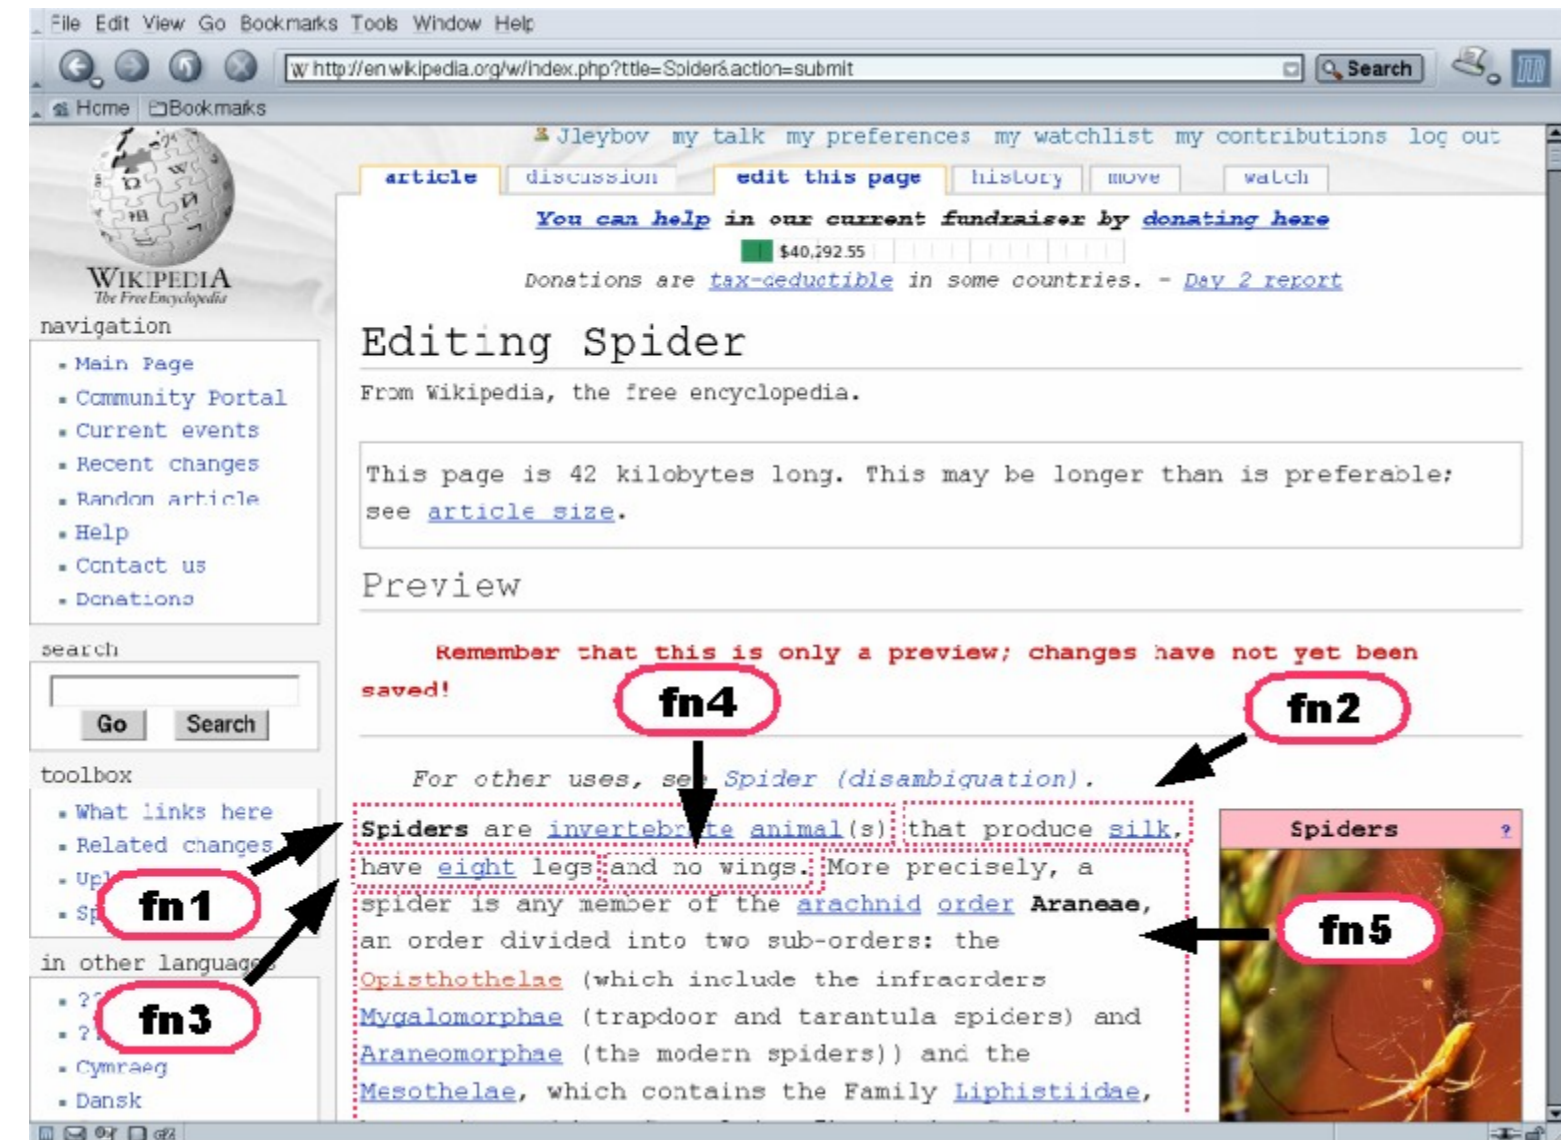 File Edit View Go Bookmarks Tools Window Help
http://en.wikipedia.org/w/index.php?title=Spider&action=submit Search
Home Bookmarks
Jleybov my talk my preferences my watchlist my contributions log out
article discussion edit this page history move watch
You can help in our current fundraiser by donating here
$40,292.55
Donations are tax-deductible in some countries. - Day 2 report
WIKIPEDIA
The Free Encyclopedia
navigation
Main Page
Community Portal
Current events
Recent changes
Random article
Help
Contact us
Donations
search
Go Search
toolbox
What links here
Related changes
in other languages
Cymraeg
Dansk
Editing Spider
From Wikipedia, the free encyclopedia.
This page is 42 kilobytes long. This may be longer than is preferable;
see article size.
Preview
Remember that this is only a preview; changes have not yet been
saved!
fn4
fn2
For other uses, see Spider (disambiguation).
Spiders are invertebrate animal(s) that produce silk,
have eight legs and no wings. More precisely, a
spider is any member of the arachnid order Araneae,
an order divided into two sub-orders: the
Opisthothelae (which include the infraorders
Mygalomorphae (trapdoor and tarantula spiders) and
Araneomorphae (the modern spiders)) and the
Mesothelae, which contains the Family Liphistiidae,
fn1
fn3
fn5
Spiders ?